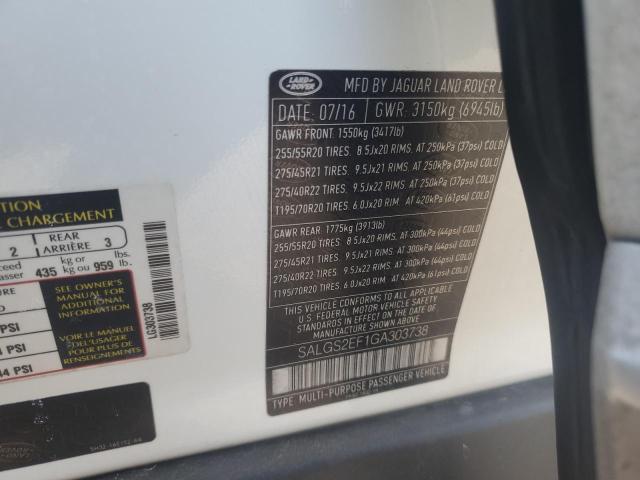 LAND ROVER
MFD BY JAGUAR LAND ROVER L
DATE: 07/16 GWR: 3150kg (6945lb)
GAWR FRONT: 1550kg (3417lb)
255/55R20 TIRES. 8.5Jx20 RIMS. AT 250kPA (37psi) COLD
275/45R21 TIRES. 9.5Jx21 RIMS. AT 250kPA (37psi) COLD
275/40R22 TIRES. 9.5Jx22 RIMS. AT 250kPA (37psi) COLD
T195/70R20 TIRES. 6.0Jx20 RIM. AT 420kPA (61psi) COLD
GAWR REAR: 1775kg (3913lb)
255/55R20 TIRES. 8.5Jx20 RIMS. AT 300kPA (44psi) COLD
275/45R21 TIRES. 9.5Jx21 RIMS. AT 300kPA (44psi) COLD
275/40R22 TIRES. 9.5Jx22 RIMS. AT 300kPA (44psi) COLD
T195/70R20 TIRES. 6.0Jx20 RIM. AT 420kPA (61psi) COLD
THIS VEHICLE CONFORMS TO ALL APPLICABLE
U.S. FEDERAL MOTOR VEHICLE SAFETY
STANDARDS IN EFFECT ON THE DATE OF
MANUFACTURE SHOWN ABOVE.
SALGS2EF1GA303738
TYPE: MULTI-PURPOSE PASSENGER VEHICLE
TION
CHARGEMENT
2 REAR ARRIÈRE 3
ceed 435 kg ou 959 lbs. lb.
SEE OWNER'S
MANUAL FOR
ADDITIONAL
INFORMATION
VOIR LE MANUEL
DE L'USAGER
POUR PLUS DE
RENSEIGNEMENTS
PSI
PSI
44 PSI
LG303738